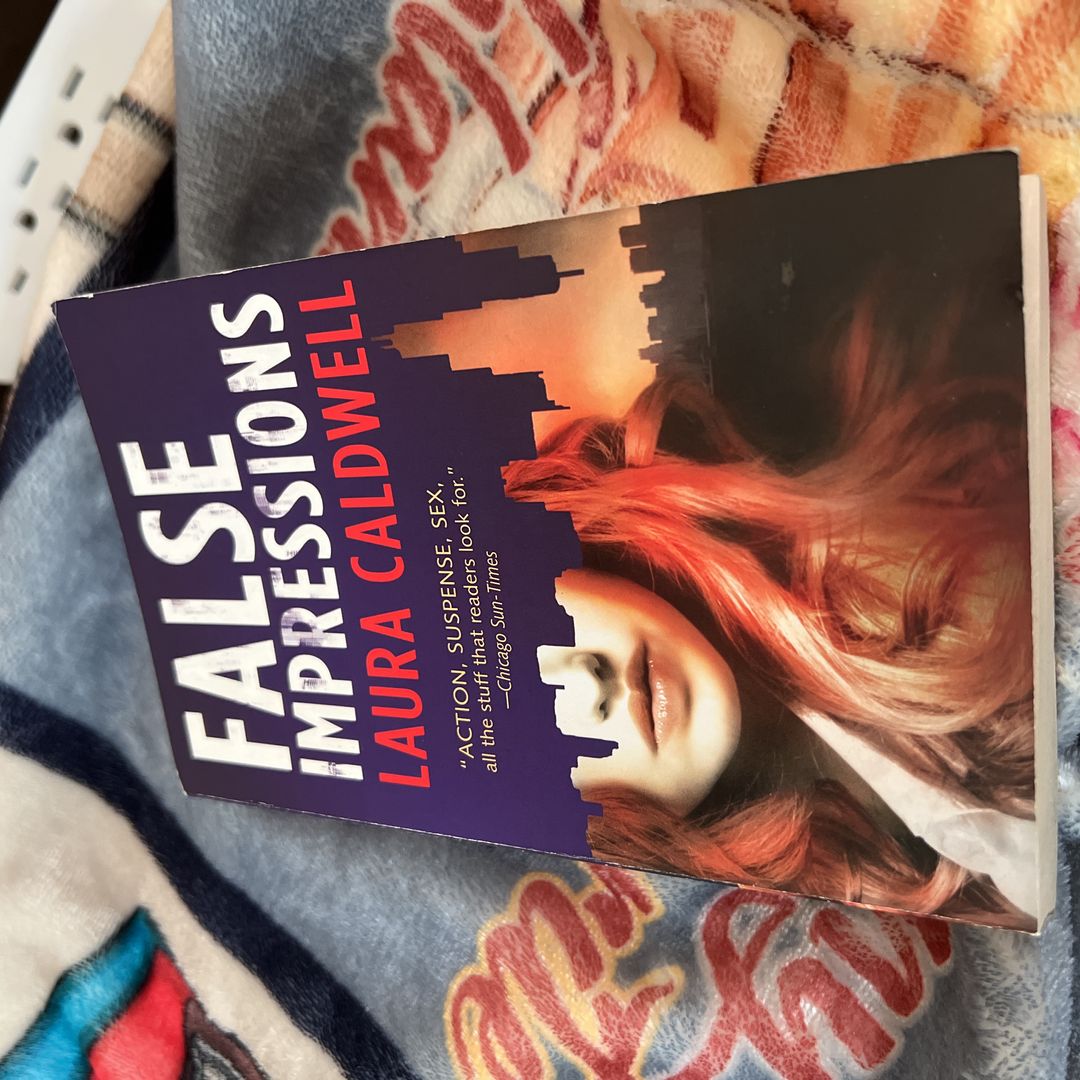 FALSE
IMPRESSIONS
LAURA CALDWELL
“ACTION, SUSPENSE, SEX,
all the stuff that readers look for.”
—Chicago Sun-Times